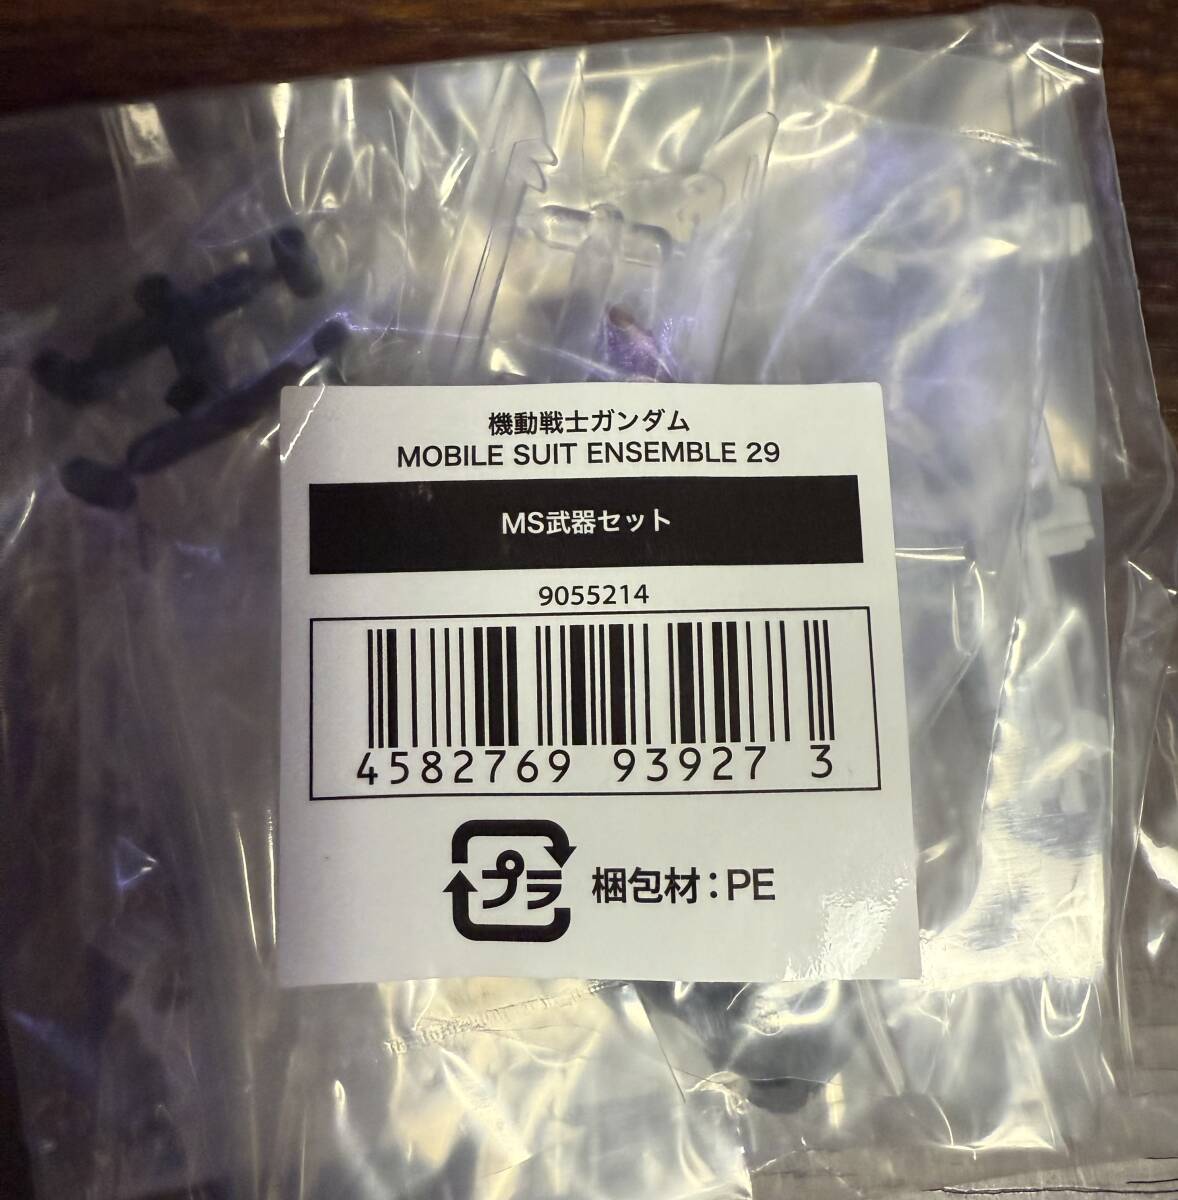 機動戦士ガンダム
MOBILE SUIT ENSEMBLE 29
MS武器セット
9055214
4582769 93927 3
プラ 梱包材：PE